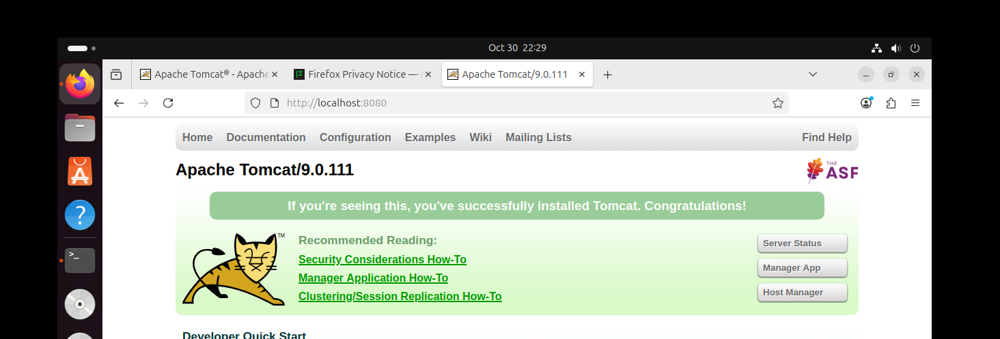 Oct 30 22:29
Apache Tomcat® - Apache
Firefox Privacy Notice —
Apache Tomcat/9.0.111
http://localhost:8080
Home Documentation Configuration Examples Wiki Mailing Lists Find Help
Apache Tomcat/9.0.111
THE
ASF
If you're seeing this, you've successfully installed Tomcat. Congratulations!
TM
Recommended Reading:
Security Considerations How-To
Manager Application How-To
Clustering/Session Replication How-To
Server Status
Manager App
Host Manager
Developer Quick Start